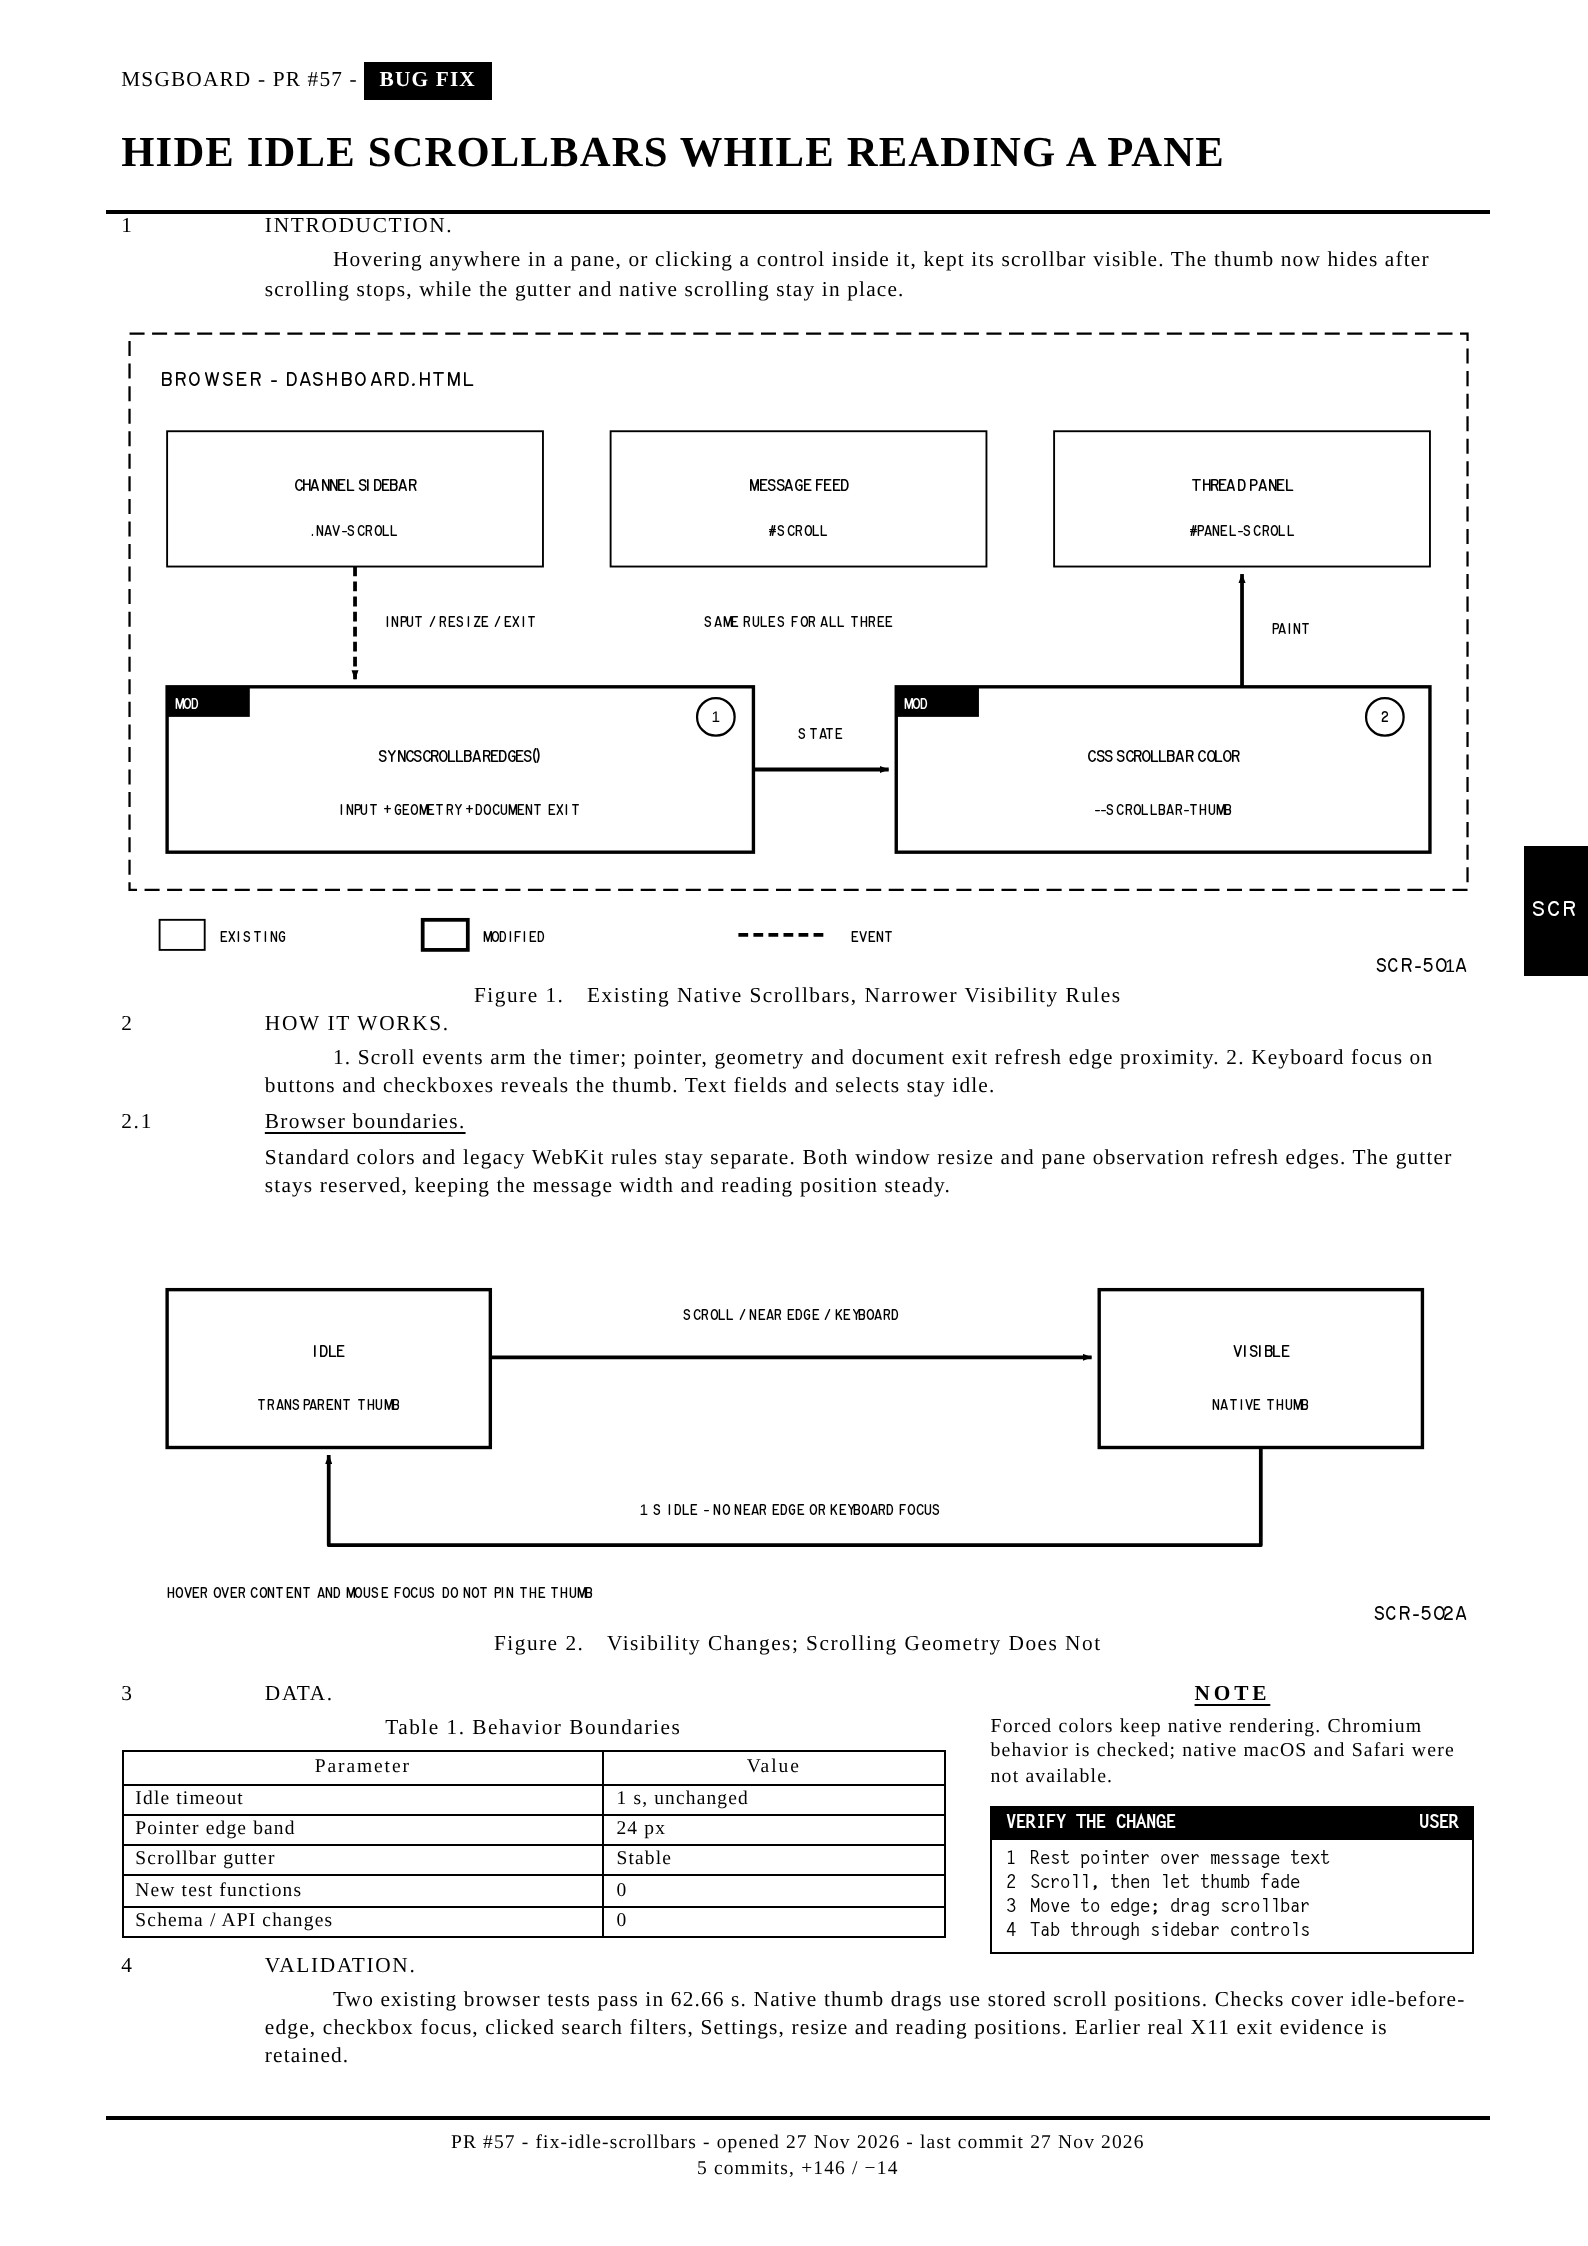 MSGBOARD - PR #57 - BUG FIX
HIDE IDLE SCROLLBARS WHILE READING A PANE
1 INTRODUCTION.
Hovering anywhere in a pane, or clicking a control inside it, kept its scrollbar visible. The thumb now hides after
scrolling stops, while the gutter and native scrolling stay in place.
BROWSER - DASHBOARD.HTML
CHANNEL SIDEBAR
.NAV-SCROLL
MESSAGE FEED
#SCROLL
THREAD PANEL
#PANEL-SCROLL
INPUT / RESIZE / EXIT
SAME RULES FOR ALL THREE
PAINT
MOD
1
SYNCSCROLLBAREDGES()
INPUT + GEOMETRY + DOCUMENT EXIT
STATE
MOD
2
CSS SCROLLBAR COLOR
--SCROLLBAR-THUMB
SCR
EXISTING
MODIFIED
EVENT
SCR-501A
Figure 1. Existing Native Scrollbars, Narrower Visibility Rules
2 HOW IT WORKS.
1. Scroll events arm the timer; pointer, geometry and document exit refresh edge proximity. 2. Keyboard focus on
buttons and checkboxes reveals the thumb. Text fields and selects stay idle.
2.1 Browser boundaries.
Standard colors and legacy WebKit rules stay separate. Both window resize and pane observation refresh edges. The gutter
stays reserved, keeping the message width and reading position steady.
IDLE
TRANSPARENT THUMB
SCROLL / NEAR EDGE / KEYBOARD
VISIBLE
NATIVE THUMB
1 S IDLE - NO NEAR EDGE OR KEYBOARD FOCUS
HOVER OVER CONTENT AND MOUSE FOCUS DO NOT PIN THE THUMB
SCR-502A
Figure 2. Visibility Changes; Scrolling Geometry Does Not
3 DATA.
Table 1. Behavior Boundaries
Parameter Value
Idle timeout 1 s, unchanged
Pointer edge band 24 px
Scrollbar gutter Stable
New test functions 0
Schema / API changes 0
NOTE
Forced colors keep native rendering. Chromium
behavior is checked; native macOS and Safari were
not available.
VERIFY THE CHANGE USER
1 Rest pointer over message text
2 Scroll, then let thumb fade
3 Move to edge; drag scrollbar
4 Tab through sidebar controls
4 VALIDATION.
Two existing browser tests pass in 62.66 s. Native thumb drags use stored scroll positions. Checks cover idle-before-
edge, checkbox focus, clicked search filters, Settings, resize and reading positions. Earlier real X11 exit evidence is
retained.
PR #57 - fix-idle-scrollbars - opened 27 Nov 2026 - last commit 27 Nov 2026
5 commits, +146 / −14